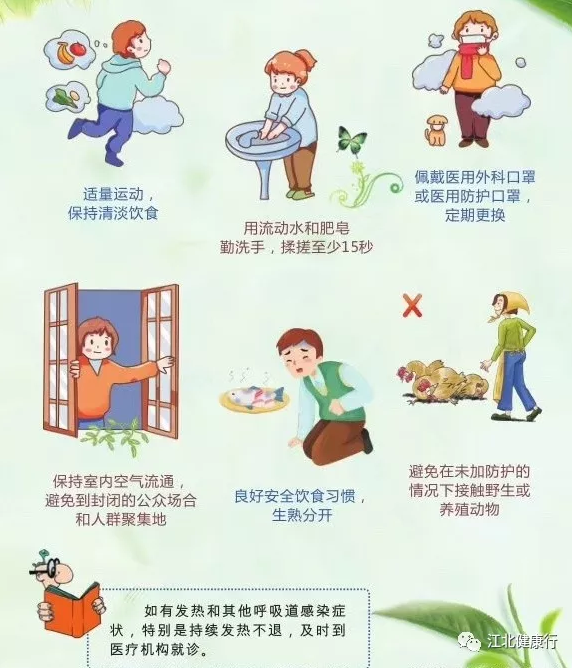 适量运动，
保持清淡饮食
用流动水和肥皂
勤洗手，揉搓至少15秒
佩戴医用外科口罩
或医用防护口罩，
定期更换
保持室内空气流通，
避免到封闭的公众场合
和人群聚集地
良好安全饮食习惯，
生熟分开
避免在未加防护的
情况下接触野生或
养殖动物
如有发热和其他呼吸道感染症
状，特别是持续发热不退，及时到
医疗机构就诊。
江北健康行